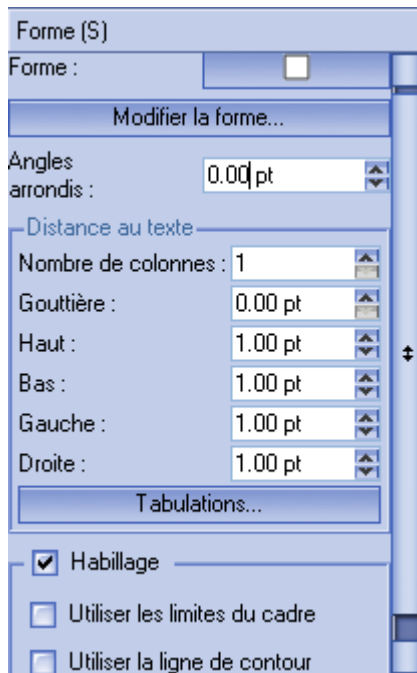 Forme (S)
Forme :
Modifier la forme...
Angles
arrondis :
0.00 pt
Distance au texte
Nombre de colonnes : 1
Gouttière : 0.00 pt
Haut : 1.00 pt
Bas : 1.00 pt
Gauche : 1.00 pt
Droite : 1.00 pt
Tabulations...
Habillage
Utiliser les limites du cadre
Utiliser la ligne de contour